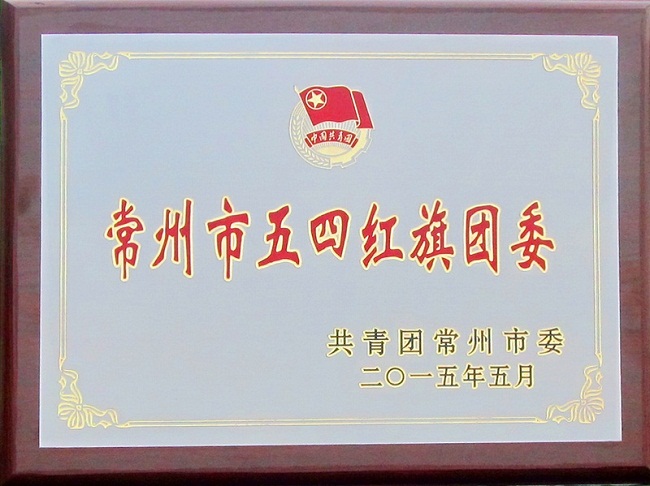 中国共青团
常州市五四红旗团委
共青团常州市委
二〇一五年五月